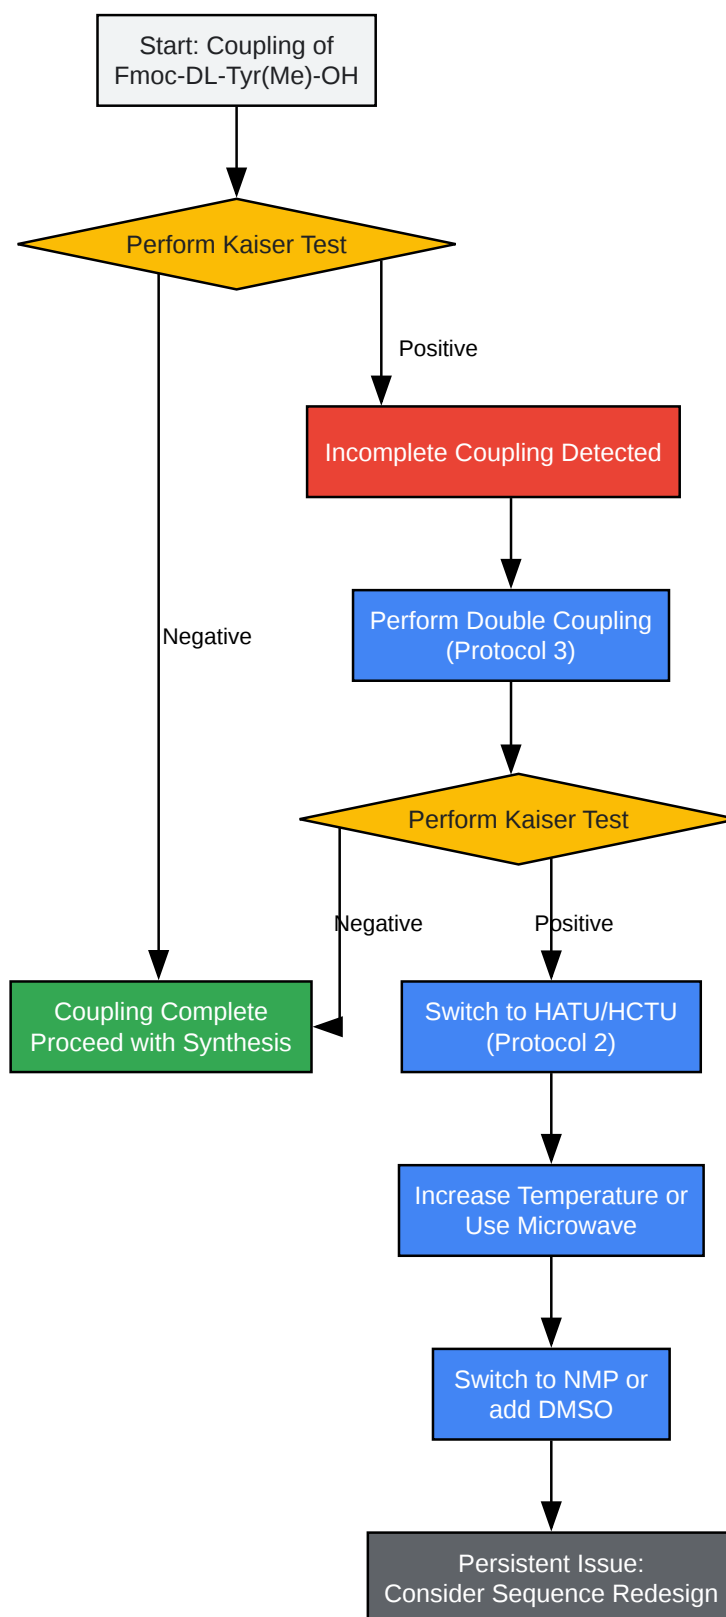 Start: Coupling of
Fmoc-DL-Tyr(Me)-OH
Perform Kaiser Test
Positive
Incomplete Coupling Detected
Perform Double Coupling
(Protocol 3)
Negative
Perform Kaiser Test
Negative
Positive
Coupling Complete
Proceed with Synthesis
Switch to HATU/HCTU
(Protocol 2)
Increase Temperature or
Use Microwave
Switch to NMP or
add DMSO
Persistent Issue:
Consider Sequence Redesign